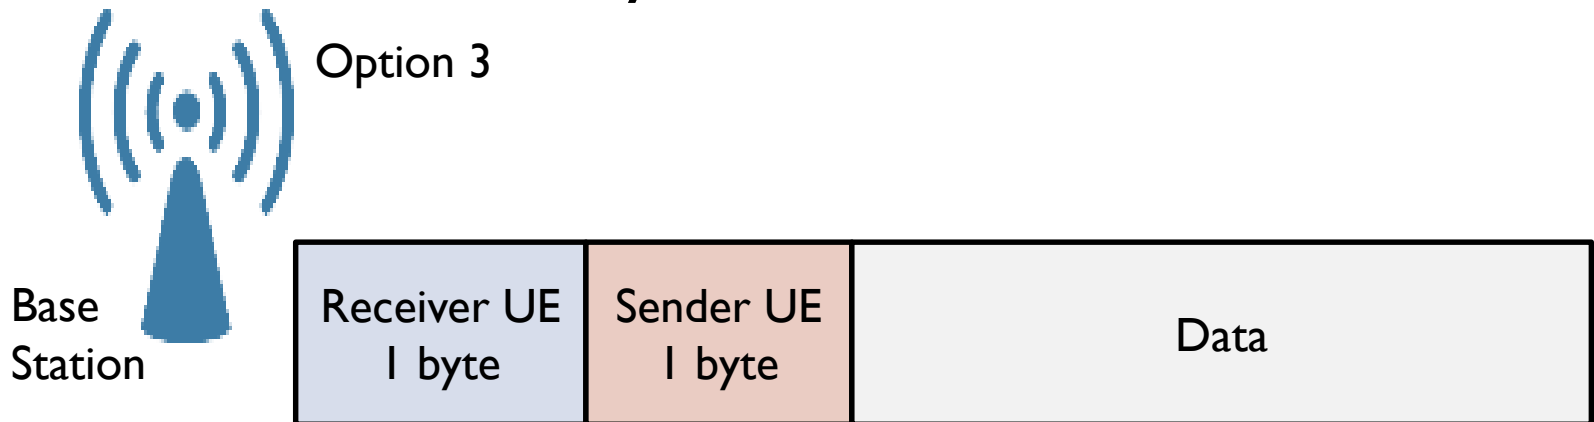 Option 3
Base
Station
Receiver UE
1 byte
Sender UE
1 byte
Data